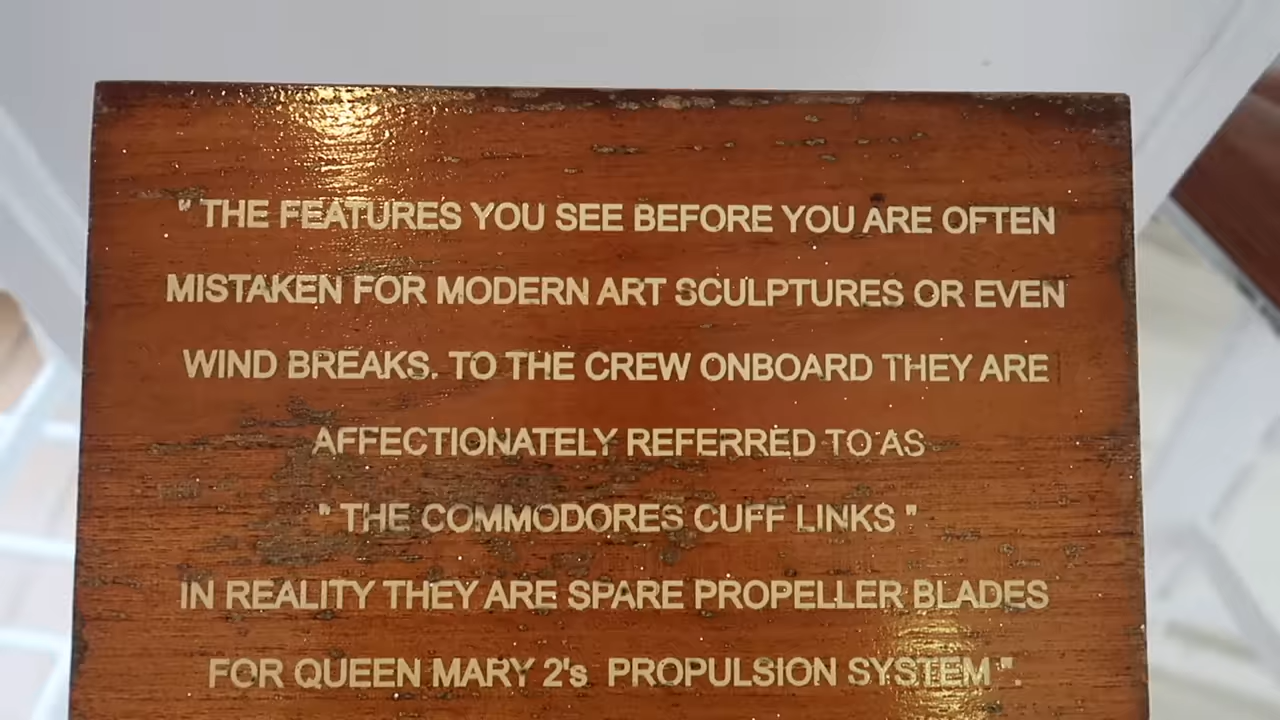 " THE FEATURES YOU SEE BEFORE YOU ARE OFTEN
MISTAKEN FOR MODERN ART SCULPTURES OR EVEN
WIND BREAKS. TO THE CREW ONBOARD THEY ARE
AFFECTIONATELY REFERRED TO AS
" THE COMMODORES CUFF LINKS "
IN REALITY THEY ARE SPARE PROPELLER BLADES
FOR QUEEN MARY 2's PROPULSION SYSTEM ".